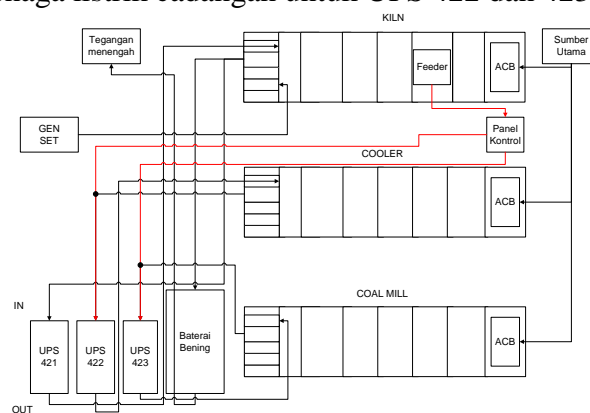 naga listrik cadangan untuk UPS 422 dan 423
KILN
Tegangan
menengah
Sumber
Utama
Feeder
ACB
GEN
SET
Panel
Kontrol
COOLER
ACB
IN
COAL MILL
UPS
421
UPS
422
UPS
423
Baterai
Bening
ACB
OUT